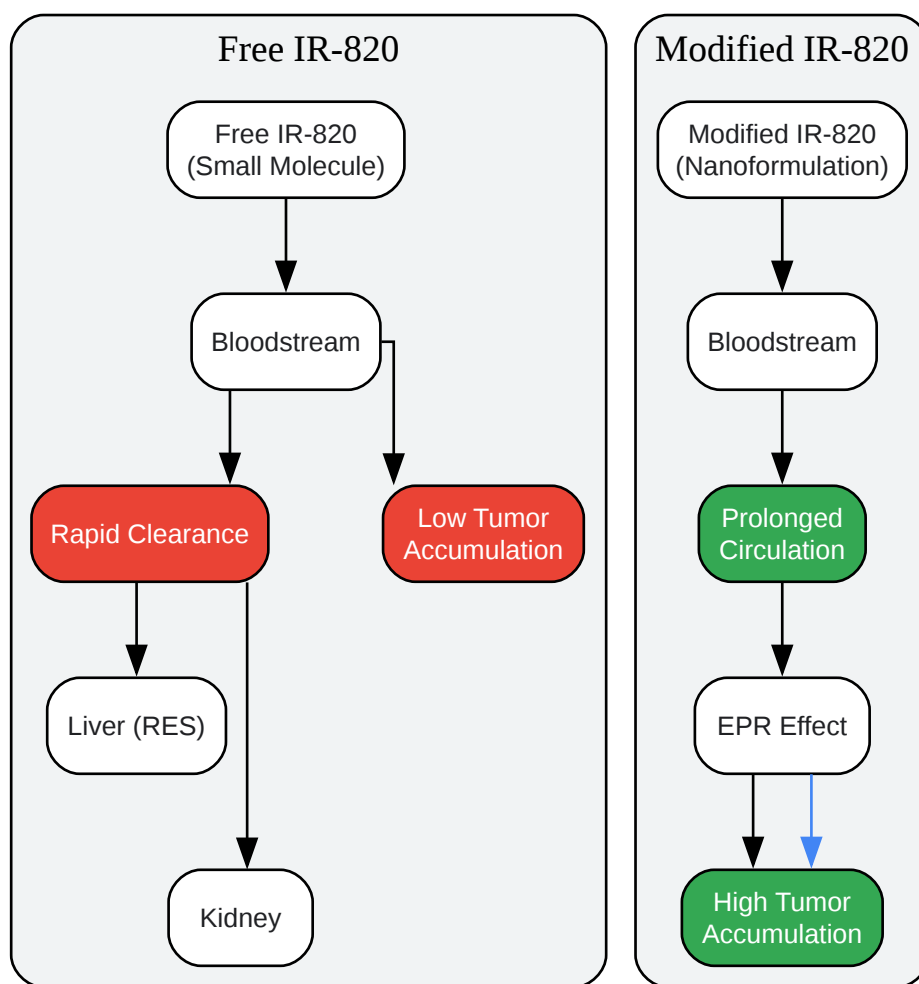 Free IR-820
Free IR-820
(Small Molecule)
Bloodstream
Rapid Clearance
Low Tumor
Accumulation
Liver (RES)
Kidney
Modified IR-820
Modified IR-820
(Nanoformulation)
Bloodstream
Prolonged
Circulation
EPR Effect
High Tumor
Accumulation